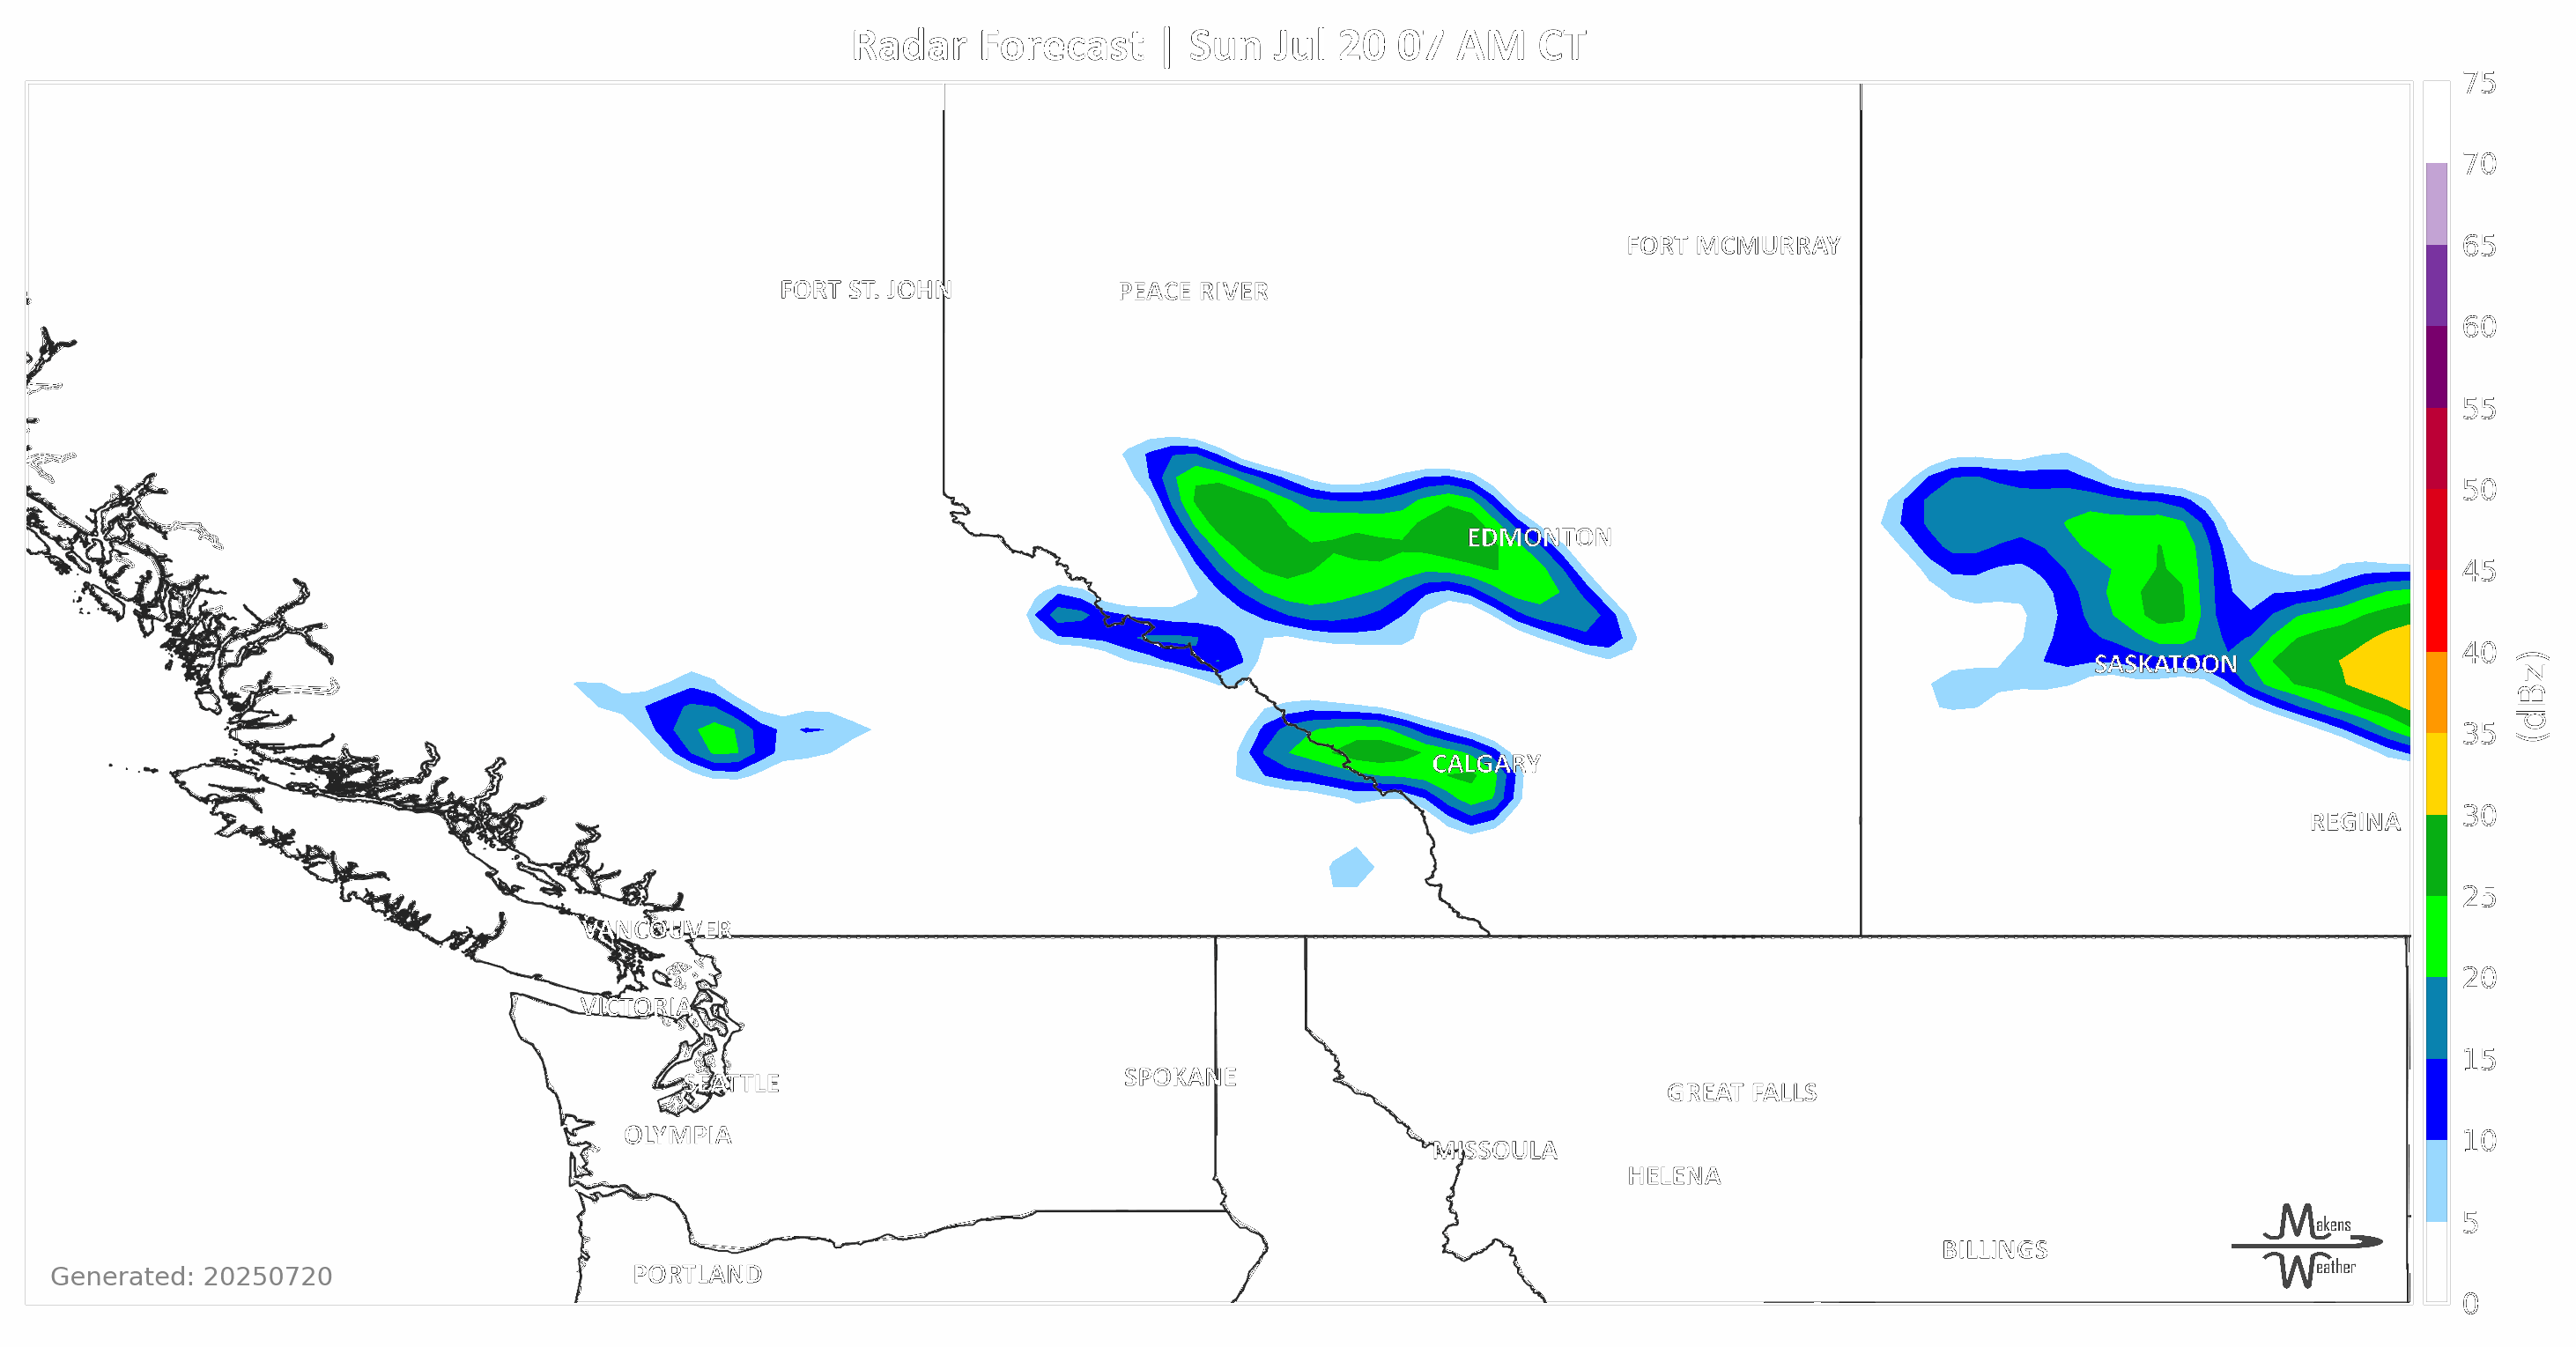 Radar Forecast | Sun Jul 20 07 AM CT
75
70
FORT MCMURRAY
65
FORT ST. JOHN
PEACE RIVER
60
55
50
EDMONTON
45
40
SASKATOON
(dBz)
35
CALGARY
30
REGINA
25
VANCOUVER
20
VICTORIA
15
SPOKANE
SEATTLE
GREAT FALLS
OLYMPIA
10
MISSOULA
HELENA
5
Makens
Weather
BILLINGS
PORTLAND
Generated: 20250720
0